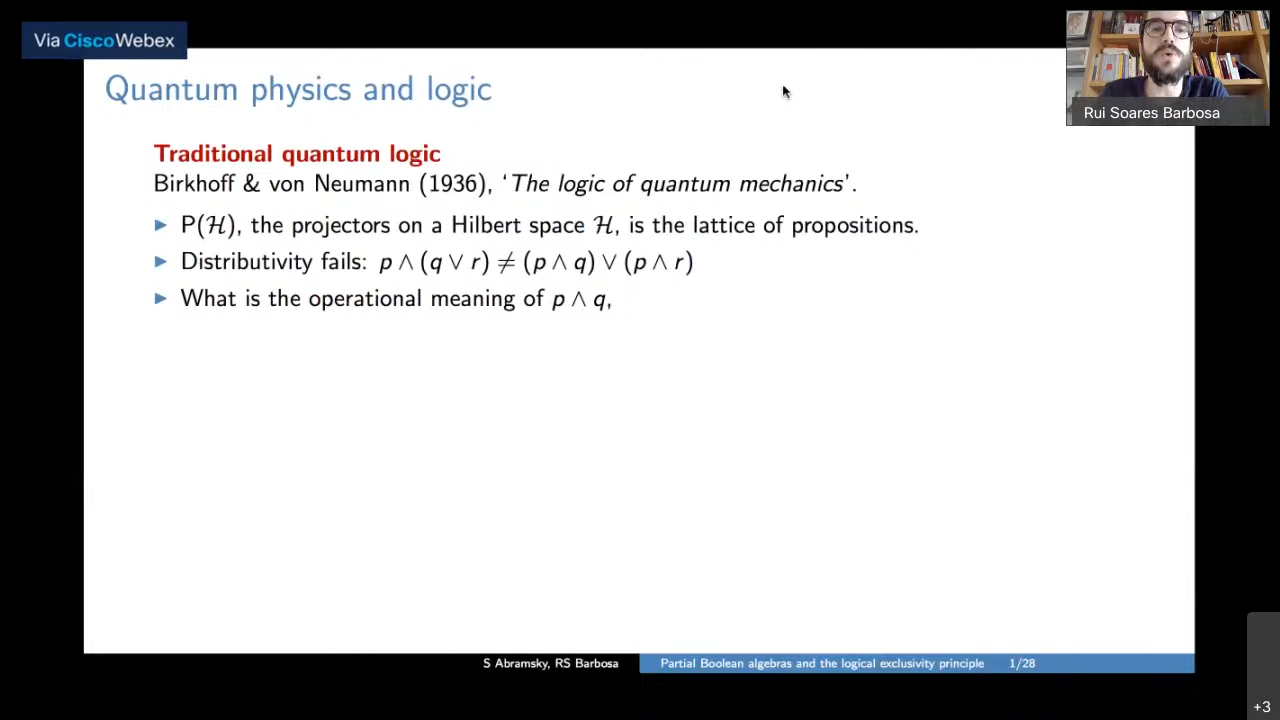 Via Cisco Webex
Rui Soares Barbosa
Quantum physics and logic
Traditional quantum logic
Birkhoff & von Neumann (1936), ‘The logic of quantum mechanics’.
▶ P(ℋ), the projectors on a Hilbert space ℋ, is the lattice of propositions.
▶ Distributivity fails: p ∧ (q ∨ r) ≠ (p ∧ q) ∨ (p ∧ r)
▶ What is the operational meaning of p ∧ q,
S Abramsky, RS Barbosa Partial Boolean algebras and the logical exclusivity principle 1/28
+3